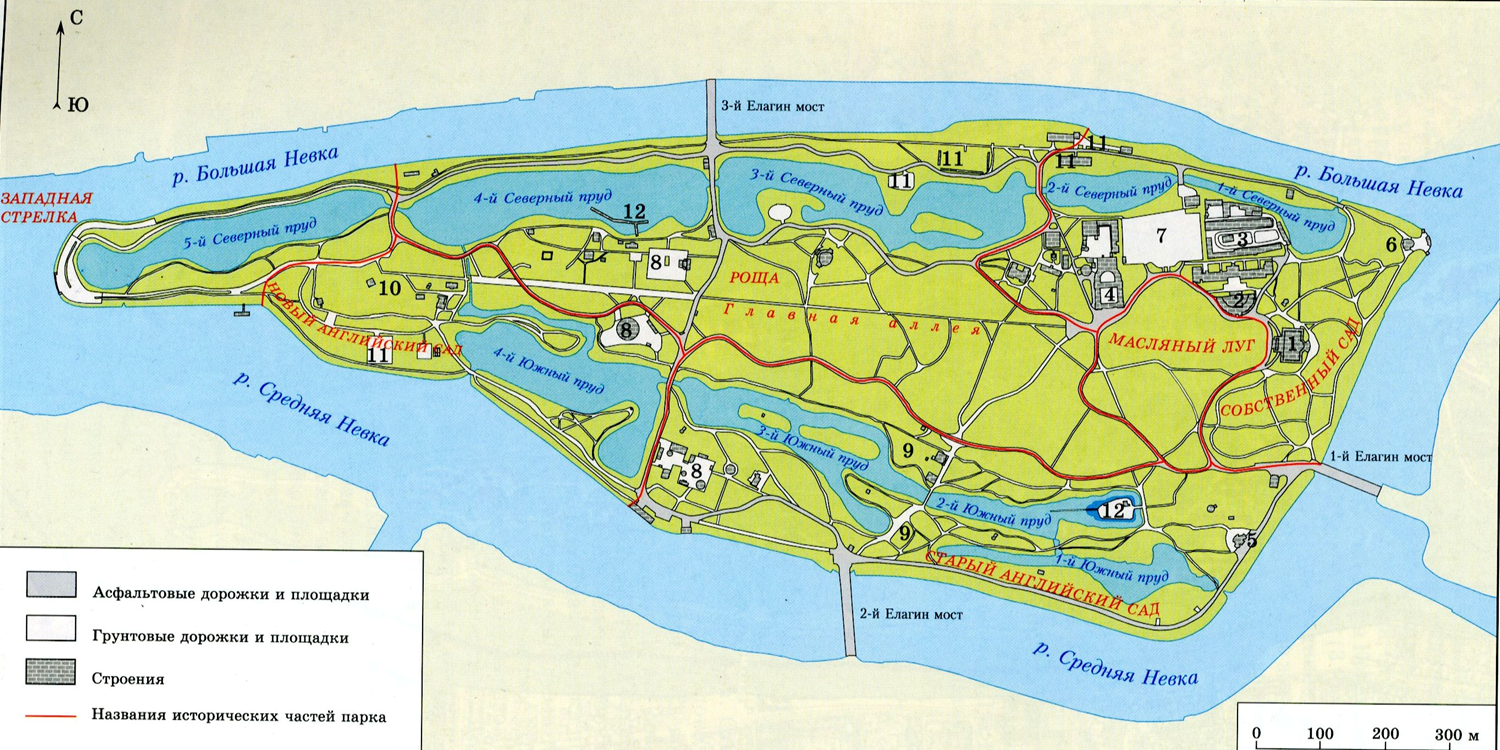 С
Ю
3-й Елагин мост
р. Большая Невка
р. Большая Невка
ЗАПАДНАЯ
СТРЕЛКА
5-й Северный пруд
4-й Северный пруд
3-й Северный пруд
2-й Северный пруд
1-й Северный пруд
11
11
11
11
12
7
3
6
8
РОЩА
10
4
2
Главная аллея
НОВЫЙ АНГЛИЙСКИЙ САД
8
11
МАСЛЯНЫЙ ЛУГ
1
СОБСТВЕННЫЙ САД
4-й Южный пруд
р. Средняя Невка
3-й Южный пруд
9
8
1-й Елагин мост
2-й Южный пруд
12
9
5
1-й Южный пруд
СТАРЫЙ АНГЛИЙСКИЙ САД
2-й Елагин мост
р. Средняя Невка
Асфальтовые дорожки и площадки
Грунтовые дорожки и площадки
Строения
Названия исторических частей парка
0 100 200 300 м